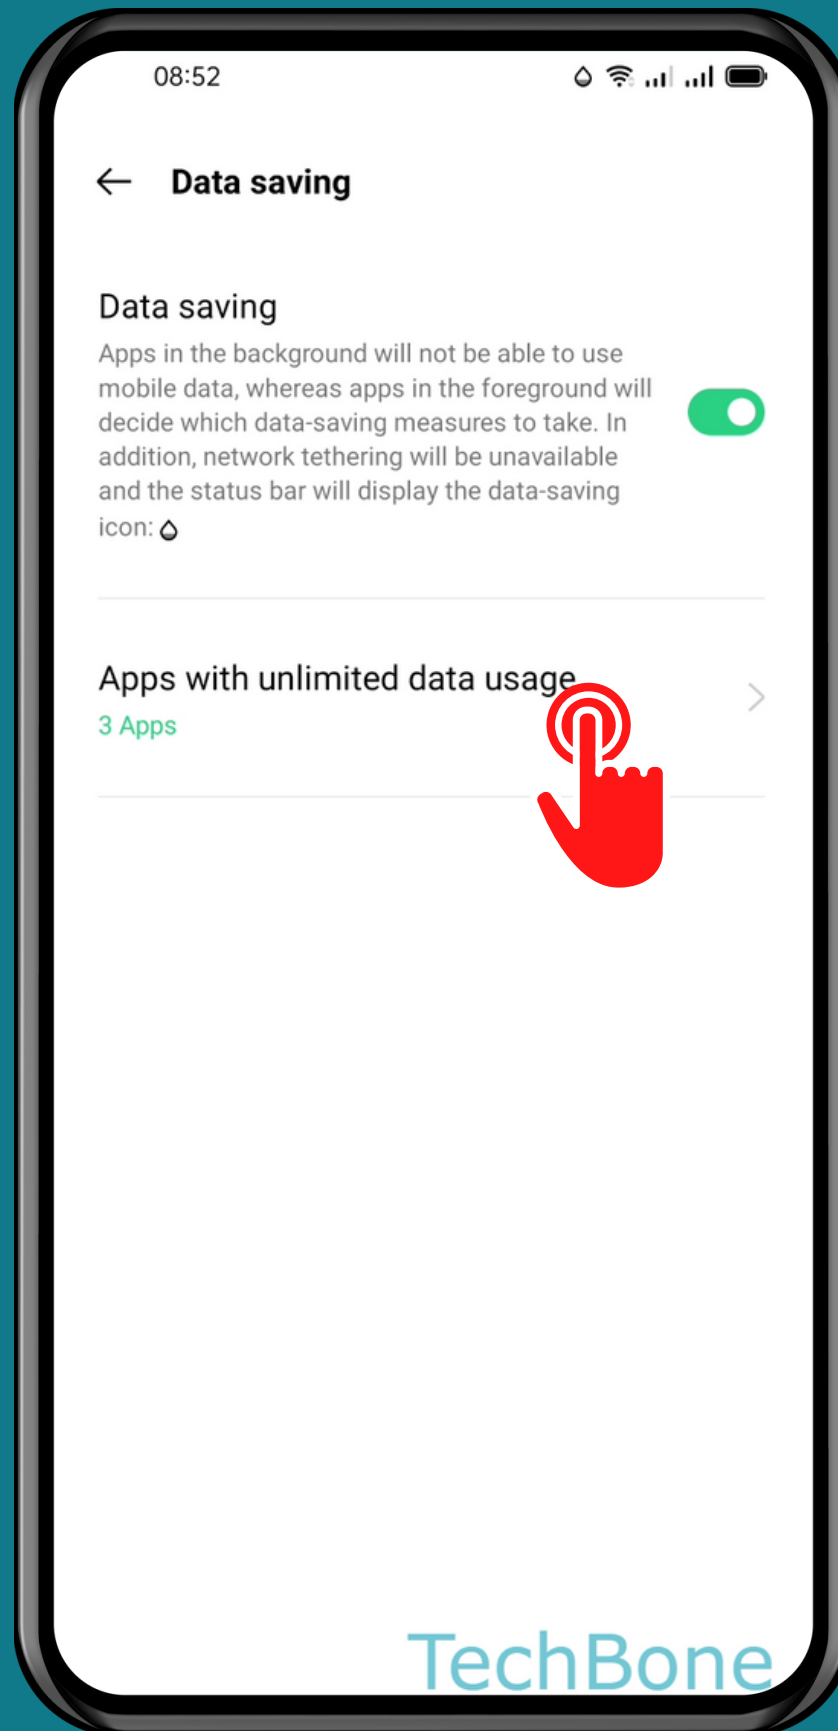 08:52
Data saving
Data saving
Apps in the background will not be able to use
mobile data, whereas apps in the foreground will
decide which data-saving measures to take. In
addition, network tethering will be unavailable
and the status bar will display the data-saving
icon:
Apps with unlimited data usage
3 Apps
TechBone